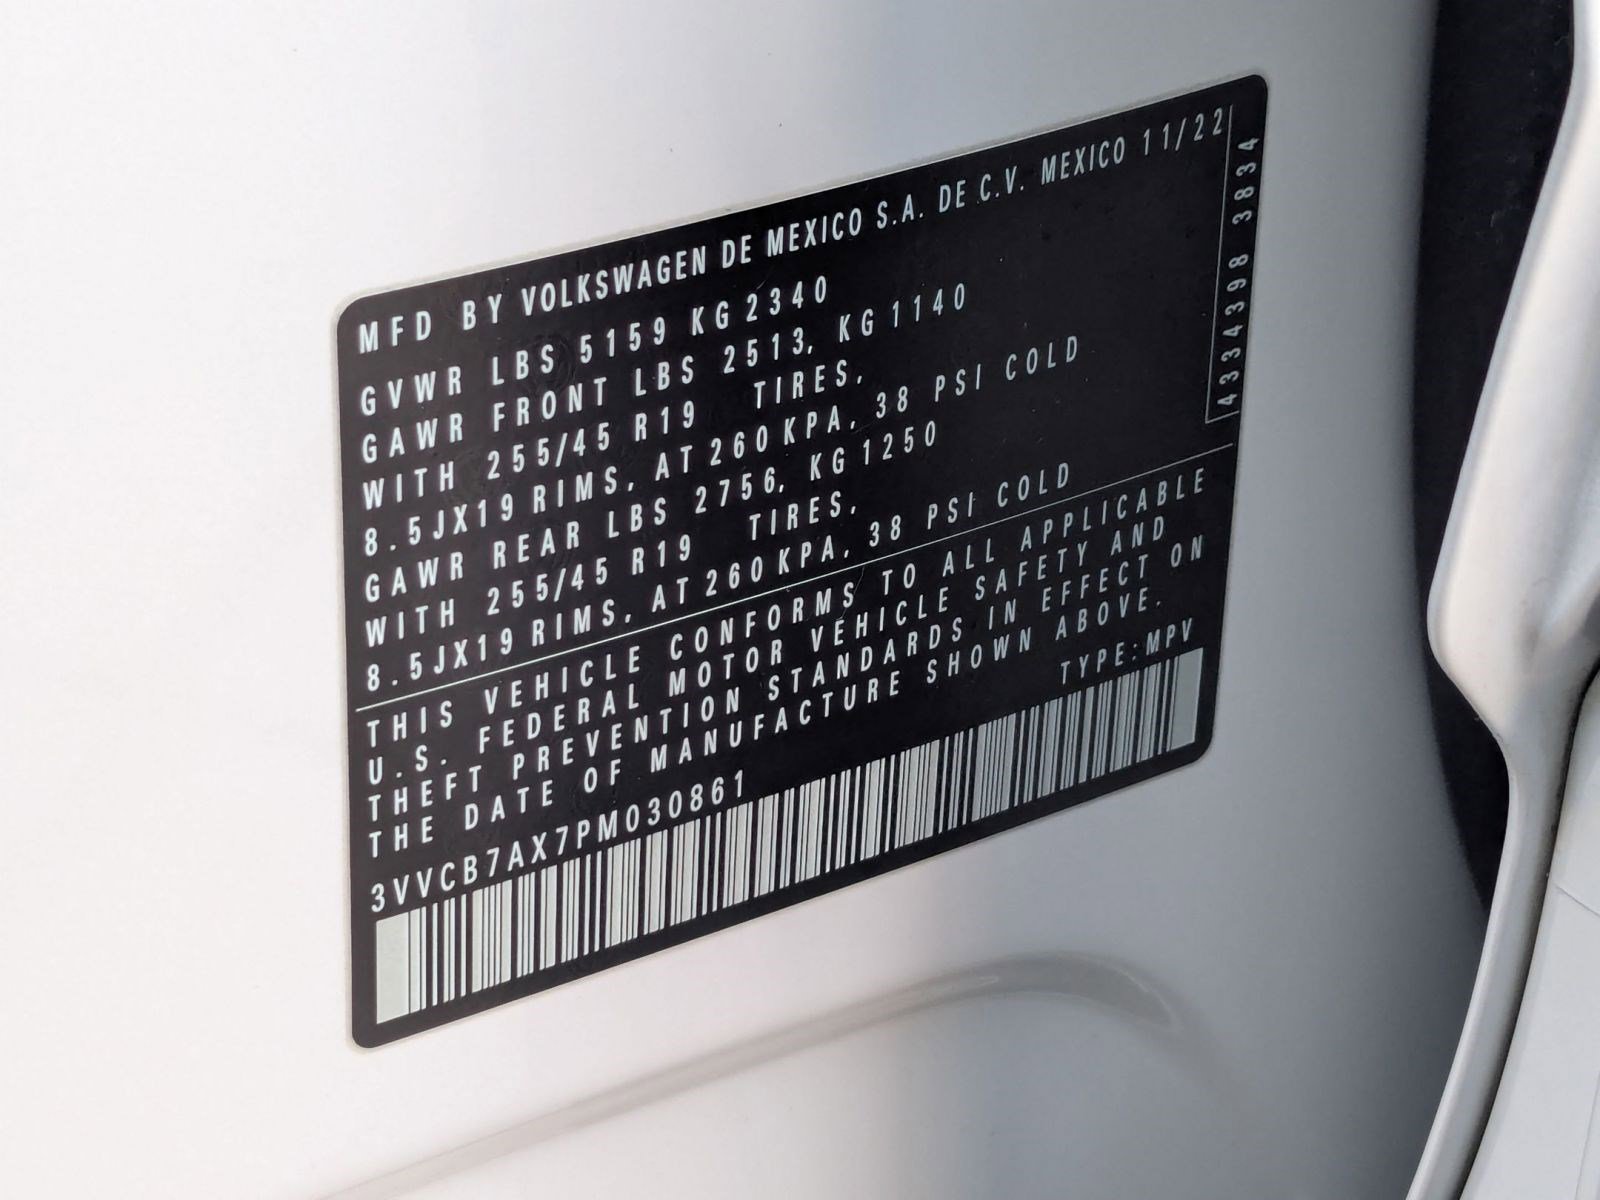 MFD BY VOLKSWAGEN DE MEXICO S.A. DE C.V. MEXICO 11/22
GVWR LBS 5159 KG 2340
GAWR FRONT LBS 2513, KG 1140
WITH 255/45 R19 TIRES,
8.5JX19 RIMS, AT 260 KPA, 38 PSI COLD
GAWR REAR LBS 2756, KG 1250
WITH 255/45 R19 TIRES,
8.5JX19 RIMS, AT 260 KPA, 38 PSI COLD
4334398 3834
THIS VEHICLE CONFORMS TO ALL APPLICABLE
U.S. FEDERAL MOTOR VEHICLE SAFETY AND
THEFT PREVENTION STANDARDS IN EFFECT ON
THE DATE OF MANUFACTURE SHOWN ABOVE.
3VVCB7AX7PM030861 TYPE:MPV